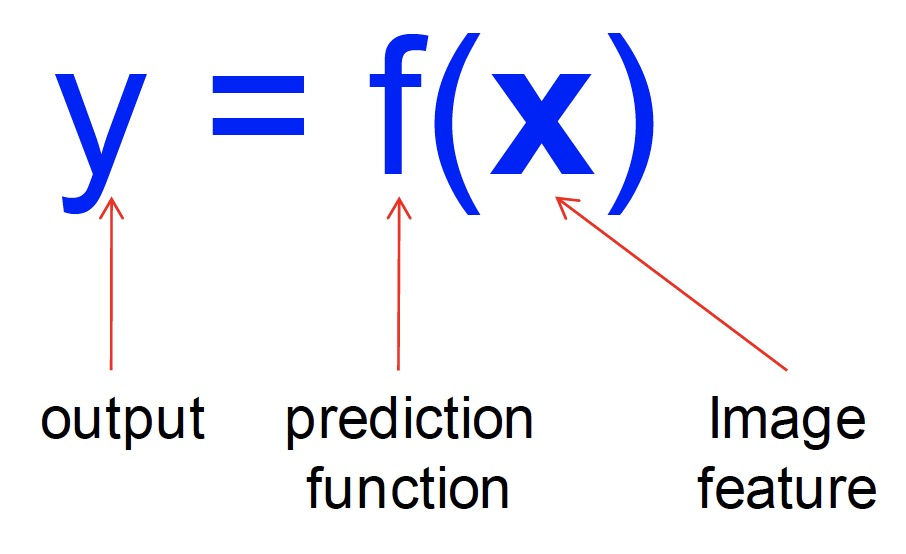 y = f(x)
output
prediction
function
Image
feature